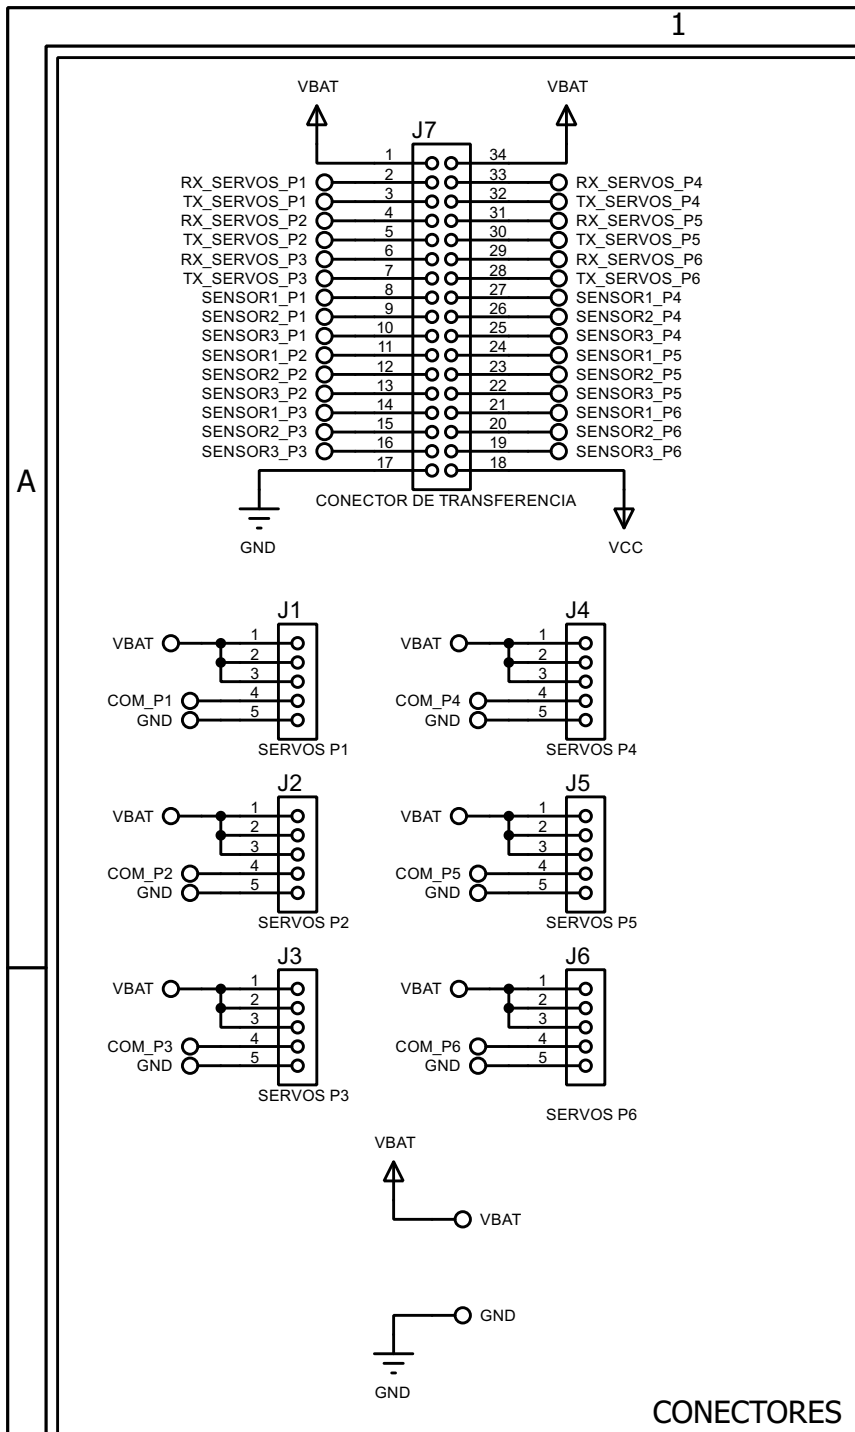 1
A
VBAT VBAT
J7
1 34
RX_SERVOS_P1 2 33 RX_SERVOS_P4
TX_SERVOS_P1 3 32 TX_SERVOS_P4
RX_SERVOS_P2 4 31 RX_SERVOS_P5
TX_SERVOS_P2 5 30 TX_SERVOS_P5
RX_SERVOS_P3 6 29 RX_SERVOS_P6
TX_SERVOS_P3 7 28 TX_SERVOS_P6
SENSOR1_P1 8 27 SENSOR1_P4
SENSOR2_P1 9 26 SENSOR2_P4
SENSOR3_P1 10 25 SENSOR3_P4
SENSOR1_P2 11 24 SENSOR1_P5
SENSOR2_P2 12 23 SENSOR2_P5
SENSOR3_P2 13 22 SENSOR3_P5
SENSOR1_P3 14 21 SENSOR1_P6
SENSOR2_P3 15 20 SENSOR2_P6
SENSOR3_P3 16 19 SENSOR3_P6
17 18
CONECTOR DE TRANSFERENCIA
GND VCC
J1
VBAT 1
2
3
COM_P1 4
GND 5
SERVOS P1
J4
VBAT 1
2
3
COM_P4 4
GND 5
SERVOS P4
J2
VBAT 1
2
3
COM_P2 4
GND 5
SERVOS P2
J5
VBAT 1
2
3
COM_P5 4
GND 5
SERVOS P5
J3
VBAT 1
2
3
COM_P3 4
GND 5
SERVOS P3
J6
VBAT 1
2
3
COM_P6 4
GND 5
SERVOS P6
VBAT
VBAT
GND
GND
CONECTORES